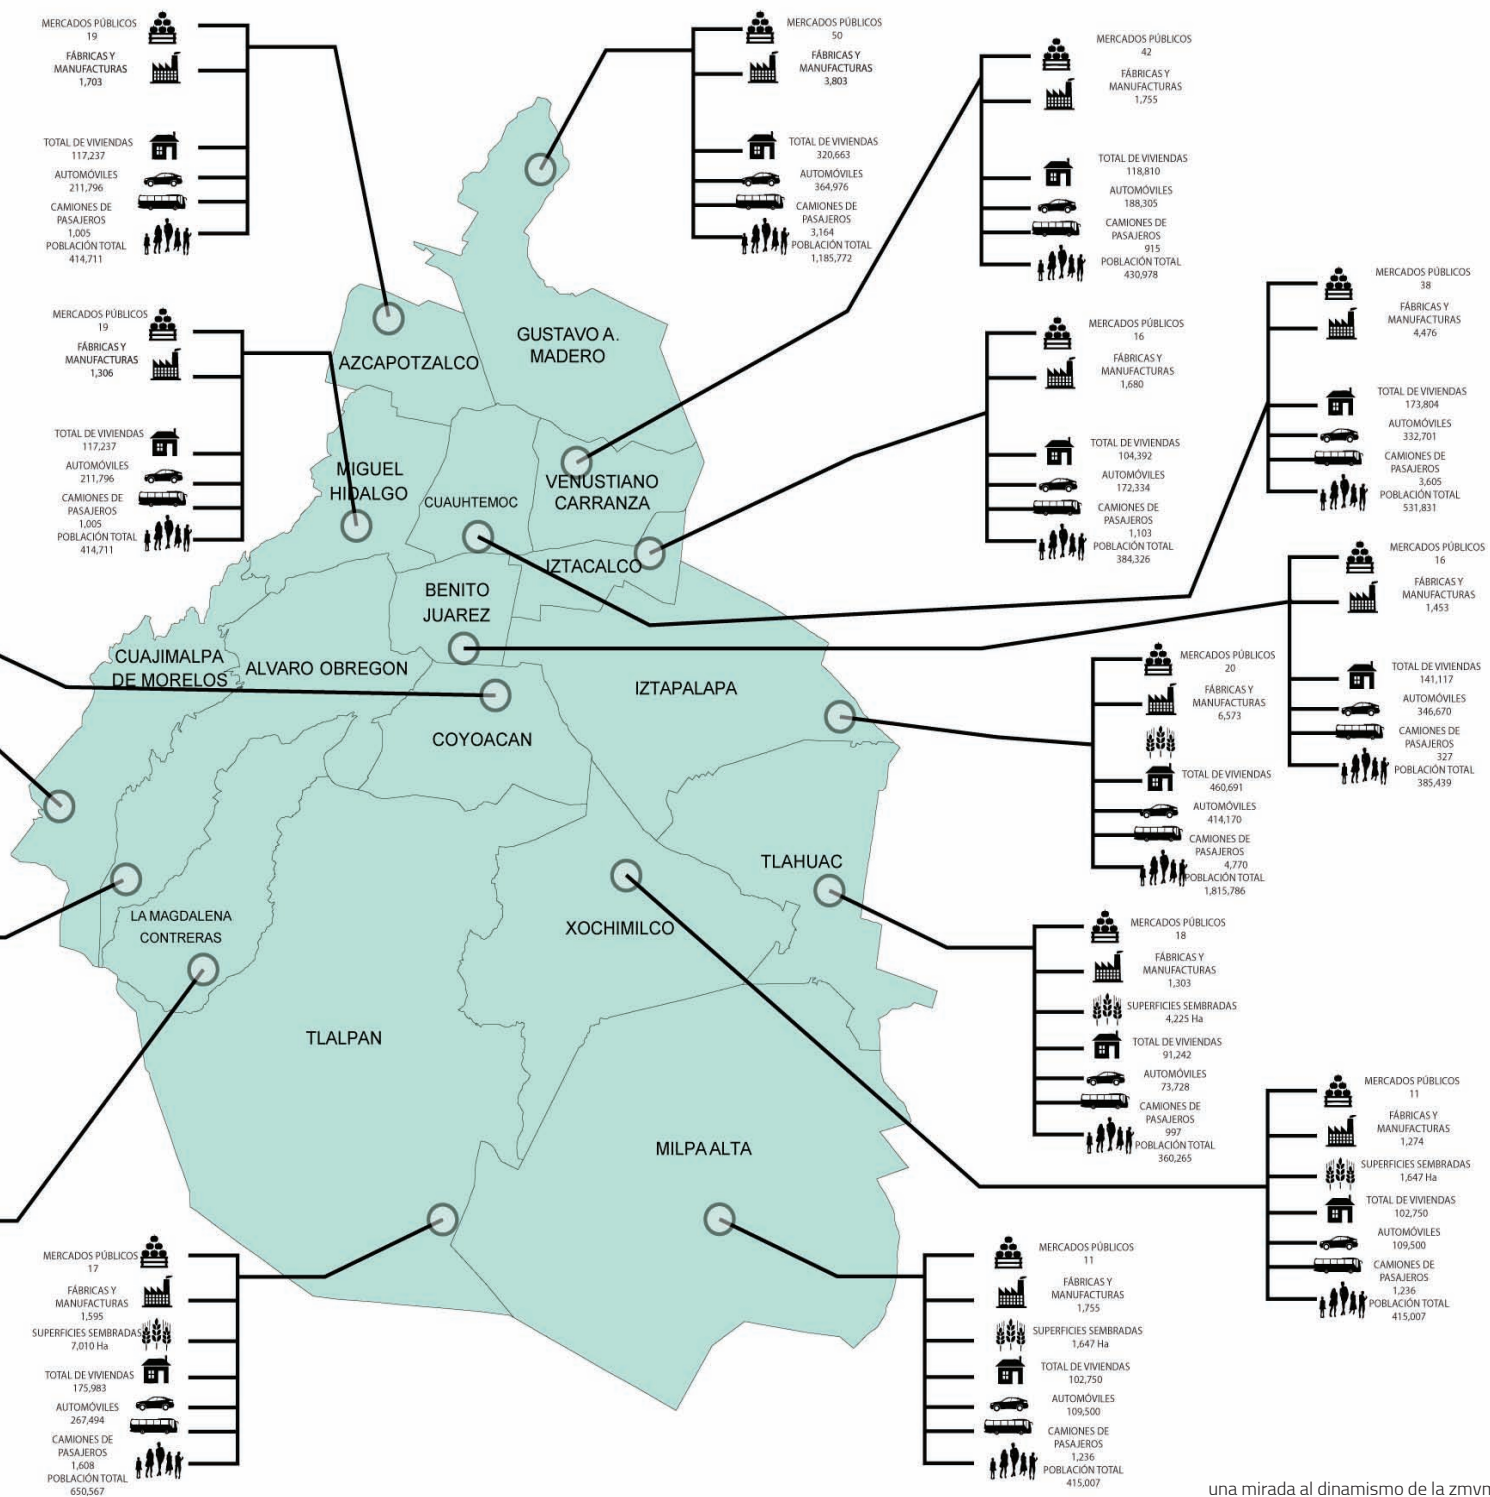 MERCADOS PÚBLICOS
19
FÁBRICAS Y
MANUFACTURAS
1,703
TOTAL DE VIVIENDAS
117,237
AUTOMÓVILES
211,796
CAMIONES DE
PASAJEROS
1,005
POBLACIÓN TOTAL
414,711
MERCADOS PÚBLICOS
50
FÁBRICAS Y
MANUFACTURAS
3,803
TOTAL DE VIVIENDAS
320,663
AUTOMÓVILES
364,976
CAMIONES DE
PASAJEROS
3,164
POBLACIÓN TOTAL
1,185,772
MERCADOS PÚBLICOS
42
FÁBRICAS Y
MANUFACTURAS
1,755
TOTAL DE VIVIENDAS
118,810
AUTOMÓVILES
188,305
CAMIONES DE
PASAJEROS
915
POBLACIÓN TOTAL
430,978
MERCADOS PÚBLICOS
38
FÁBRICAS Y
MANUFACTURAS
4,476
TOTAL DE VIVIENDAS
173,804
AUTOMÓVILES
332,701
CAMIONES DE
PASAJEROS
3,605
POBLACIÓN TOTAL
531,831
MERCADOS PÚBLICOS
19
FÁBRICAS Y
MANUFACTURAS
1,306
TOTAL DE VIVIENDAS
117,237
AUTOMÓVILES
211,796
CAMIONES DE
PASAJEROS
1,005
POBLACIÓN TOTAL
414,711
MERCADOS PÚBLICOS
16
FÁBRICAS Y
MANUFACTURAS
1,680
TOTAL DE VIVIENDAS
104,392
AUTOMÓVILES
172,334
CAMIONES DE
PASAJEROS
1,103
POBLACIÓN TOTAL
384,326
MERCADOS PÚBLICOS
16
FÁBRICAS Y
MANUFACTURAS
1,453
TOTAL DE VIVIENDAS
141,117
AUTOMÓVILES
346,670
CAMIONES DE
PASAJEROS
327
POBLACIÓN TOTAL
385,439
GUSTAVO A.
MADERO
AZCAPOTZALCO
MIGUEL
HIDALGO
CUAUHTEMOC
VENUSTIANO
CARRANZA
IZTACALCO
BENITO
JUAREZ
CUAJIMALPA
DE MORELOS
ALVARO OBREGON
IZTAPALAPA
COYOACAN
TLAHUAC
LA MAGDALENA
CONTRERAS
XOCHIMILCO
TLALPAN
MILPA ALTA
MERCADOS PÚBLICOS
20
FÁBRICAS Y
MANUFACTURAS
6,573
TOTAL DE VIVIENDAS
460,691
AUTOMÓVILES
414,170
CAMIONES DE
PASAJEROS
4,770
POBLACIÓN TOTAL
1,815,786
MERCADOS PÚBLICOS
18
FÁBRICAS Y
MANUFACTURAS
1,303
SUPERFICIES SEMBRADAS
4,225 Ha
TOTAL DE VIVIENDAS
91,242
AUTOMÓVILES
73,728
CAMIONES DE
PASAJEROS
997
POBLACIÓN TOTAL
360,265
MERCADOS PÚBLICOS
11
FÁBRICAS Y
MANUFACTURAS
1,274
SUPERFICIES SEMBRADAS
1,647 Ha
TOTAL DE VIVIENDAS
102,750
AUTOMÓVILES
109,500
CAMIONES DE
PASAJEROS
1,236
POBLACIÓN TOTAL
415,007
MERCADOS PÚBLICOS
17
FÁBRICAS Y
MANUFACTURAS
1,595
SUPERFICIES SEMBRADAS
7,010 Ha
TOTAL DE VIVIENDAS
175,983
AUTOMÓVILES
267,494
CAMIONES DE
PASAJEROS
1,608
POBLACIÓN TOTAL
650,567
MERCADOS PÚBLICOS
11
FÁBRICAS Y
MANUFACTURAS
1,755
SUPERFICIES SEMBRADAS
1,647 Ha
TOTAL DE VIVIENDAS
102,750
AUTOMÓVILES
109,500
CAMIONES DE
PASAJEROS
1,236
POBLACIÓN TOTAL
415,007
una mirada al dinamismo de la zmvm